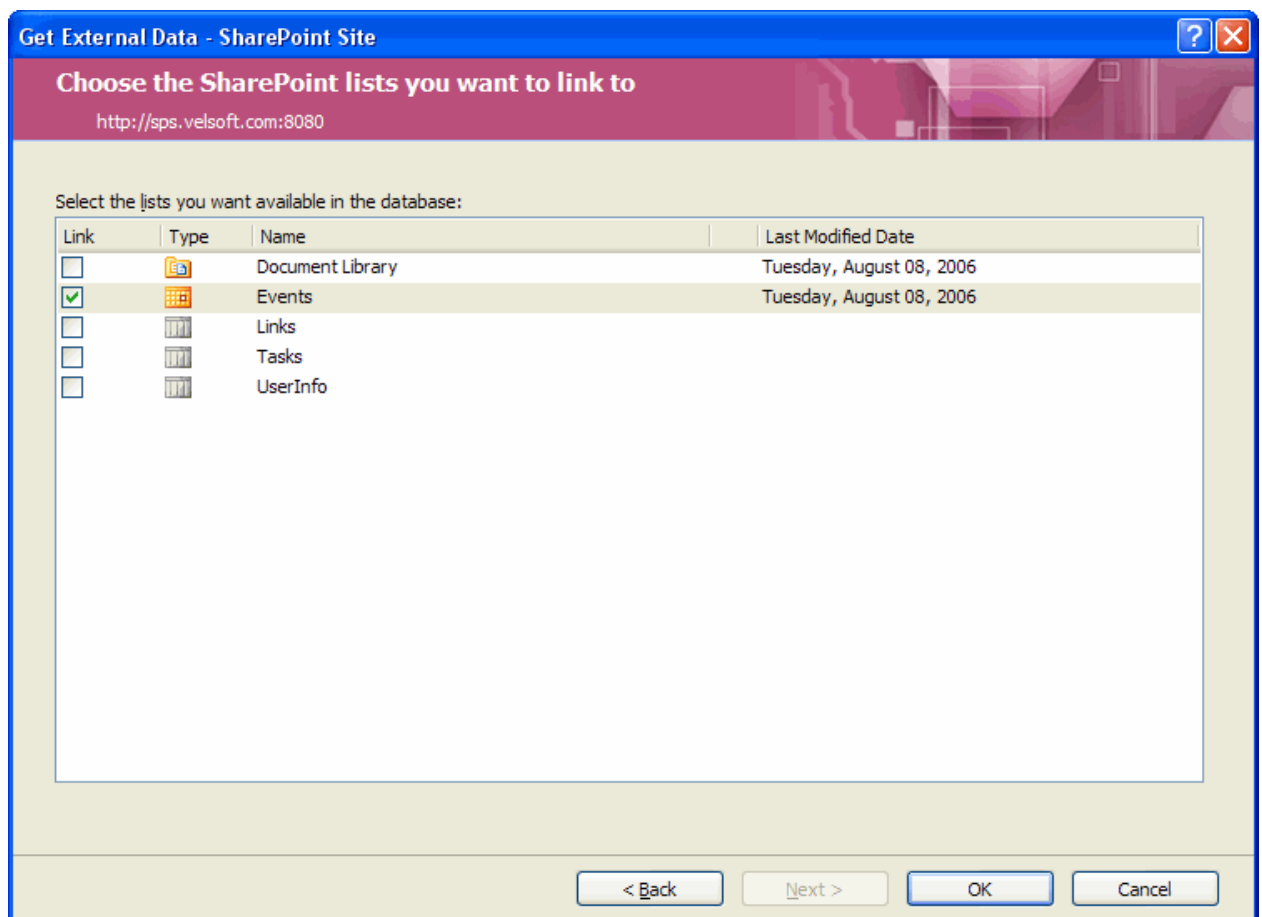 Get External Data - SharePoint Site
Choose the SharePoint lists you want to link to
http://sps.velsoft.com:8080
Select the lists you want available in the database:
Link Type Name Last Modified Date
Document Library Tuesday, August 08, 2006
Events Tuesday, August 08, 2006
Links
Tasks
UserInfo
< Back Next > OK Cancel